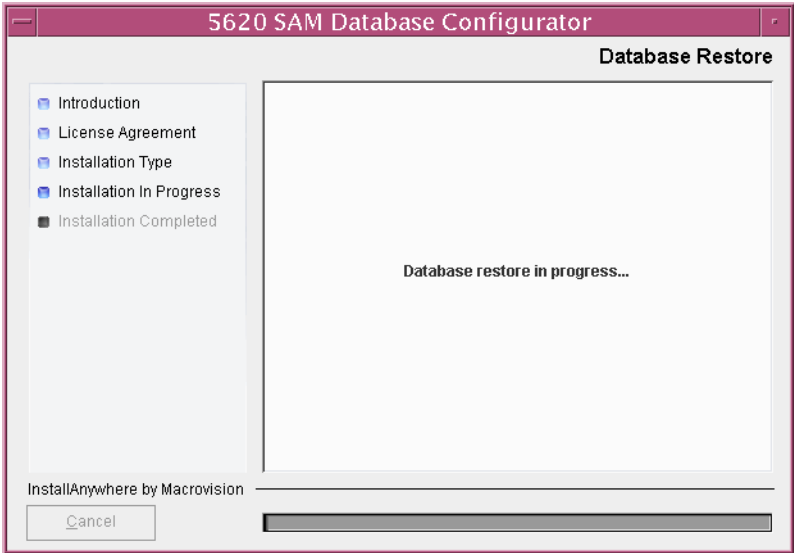 5620 SAM Database Configurator
Database Restore
Introduction
License Agreement
Installation Type
Installation In Progress
Installation Completed
Database restore in progress...
InstallAnywhere by Macrovision
Cancel